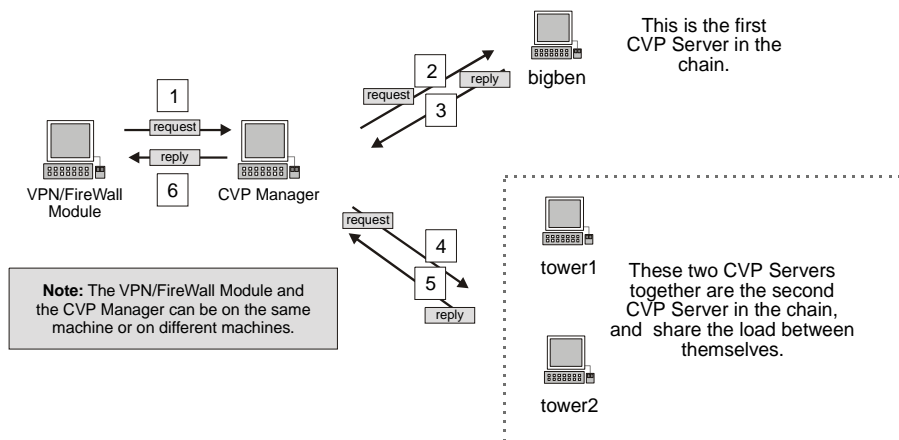 1
request
reply
6
VPN/FireWall
Module
CVP Manager
2
request
reply
3
bigben
This is the first
CVP Server in the
chain.
request
4
5
reply
Note: The VPN/FireWall Module and
the CVP Manager can be on the same
machine or on different machines.
tower1
tower2
These two CVP Servers
together are the second
CVP Server in the chain,
and share the load between
themselves.